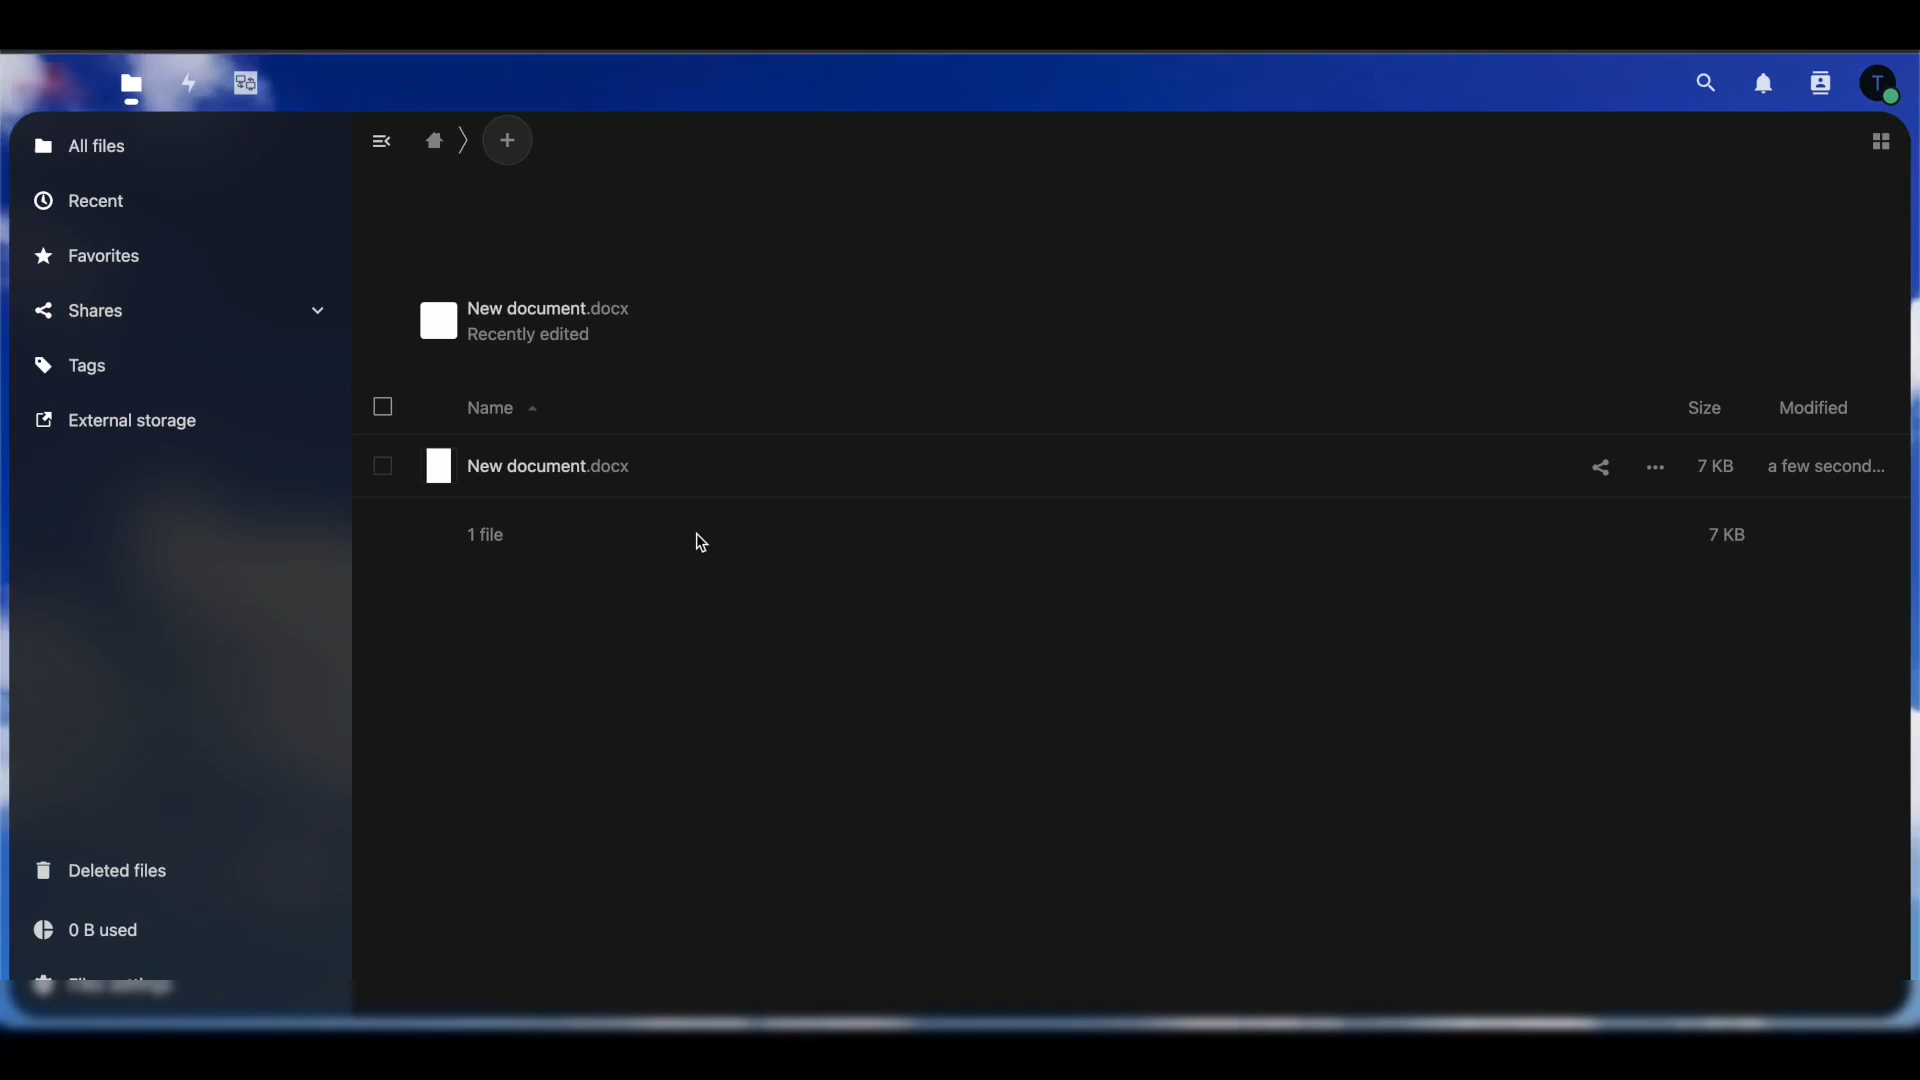 T
All files
Recent
Favorites
Shares
Tags
External storage
New document.docx
Recently edited
Name Size Modified
New document.docx 7 KB a few second...
1 file 7 KB
Deleted files
0 B used